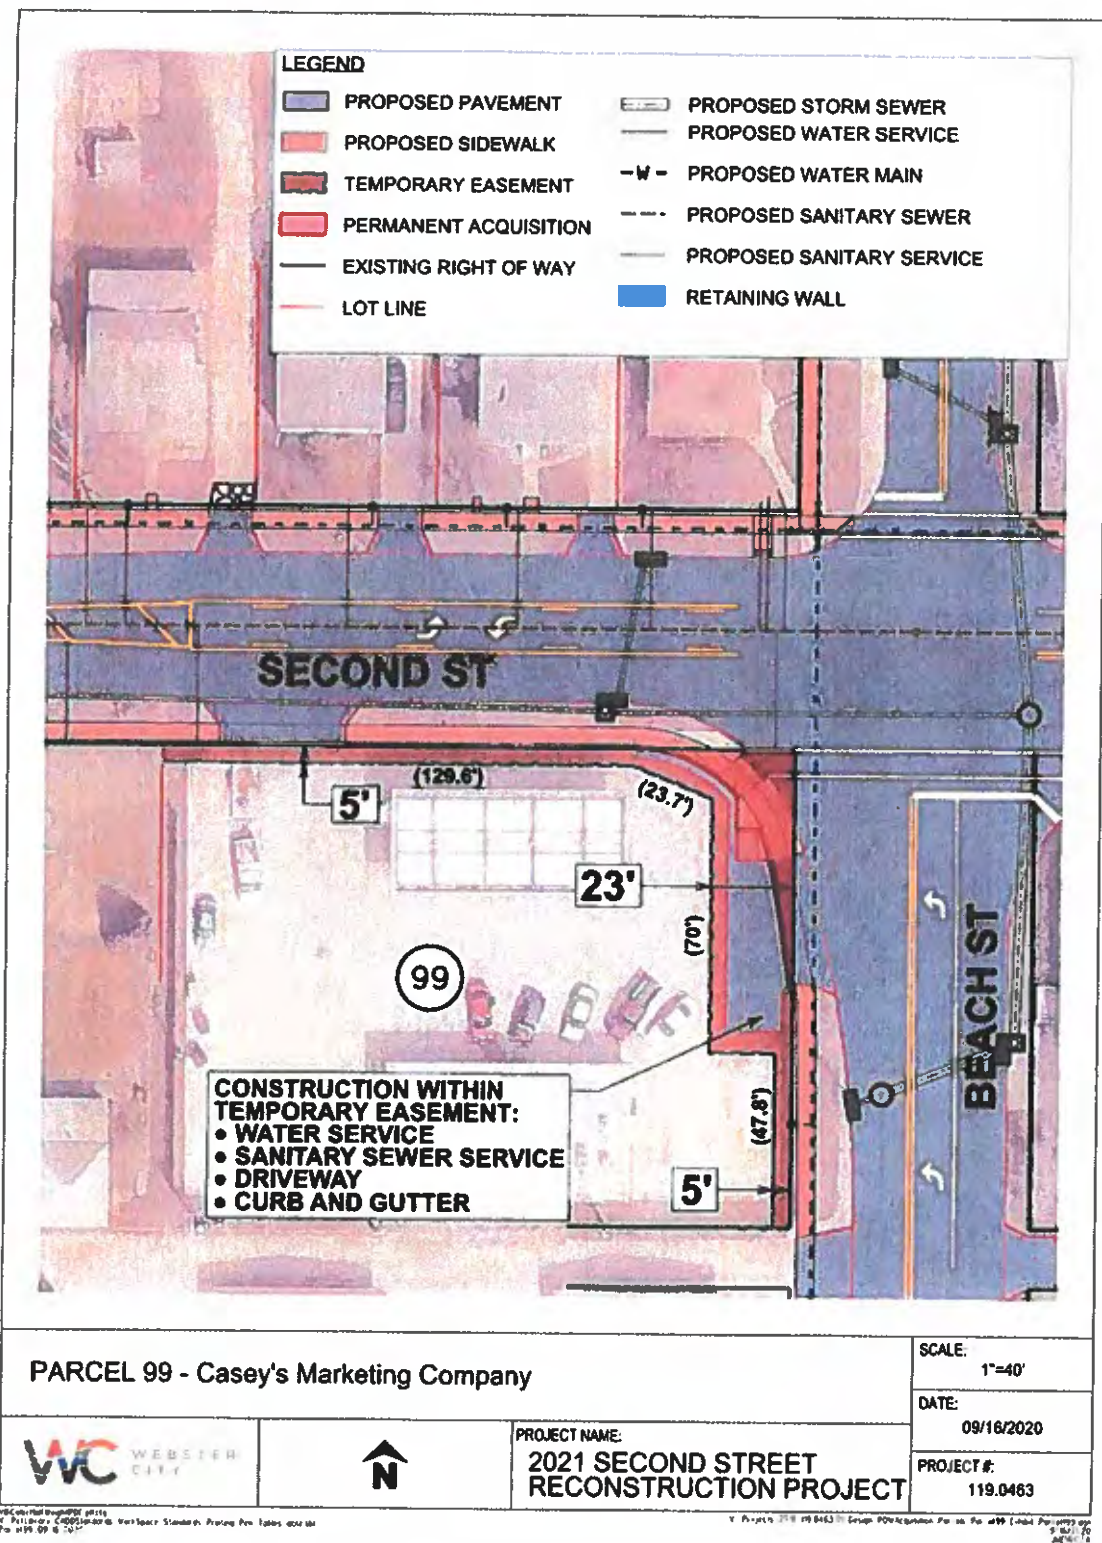 LEGEND
PROPOSED PAVEMENT
PROPOSED SIDEWALK
TEMPORARY EASEMENT
PERMANENT ACQUISITION
EXISTING RIGHT OF WAY
LOT LINE
PROPOSED STORM SEWER
PROPOSED WATER SERVICE
-W- PROPOSED WATER MAIN
PROPOSED SANITARY SEWER
PROPOSED SANITARY SERVICE
RETAINING WALL
SECOND ST
(129.6')
5'
(23.7')
23'
(70')
99
BEACH ST
CONSTRUCTION WITHIN
TEMPORARY EASEMENT:
• WATER SERVICE
• SANITARY SEWER SERVICE
• DRIVEWAY
• CURB AND GUTTER
(47.8')
5'
PARCEL 99 - Casey's Marketing Company
SCALE:
1"=40'
DATE:
09/16/2020
WC WEBSTER
CITY
N
PROJECT NAME:
2021 SECOND STREET
RECONSTRUCTION PROJECT
PROJECT #:
119.0463